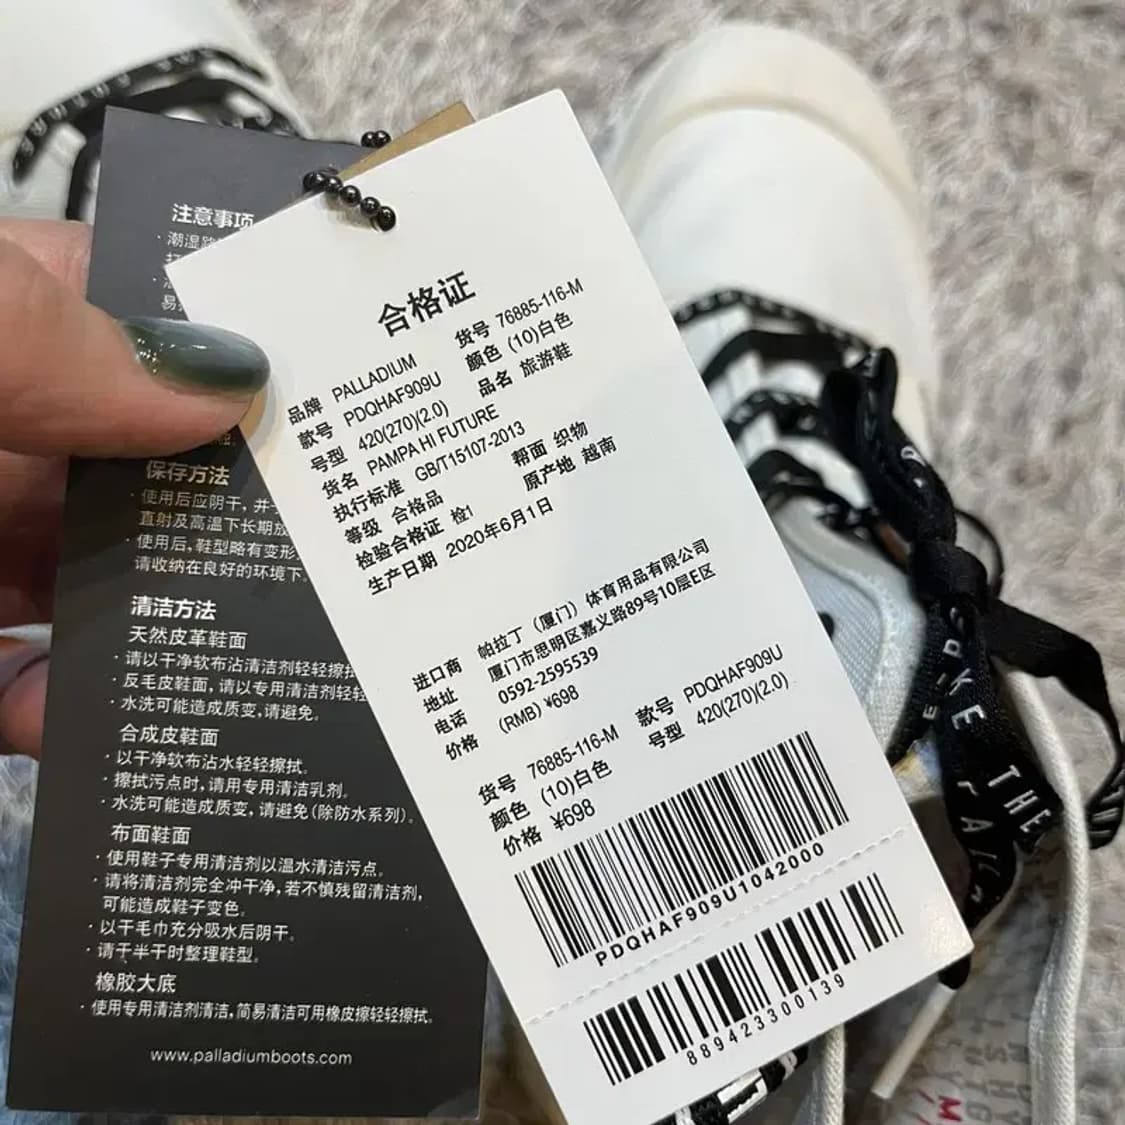 注意事项
· 潮湿
易
保存方法
· 使用后应阴干, 并
直射及高温下长期放
· 使用后, 鞋型略有变形
请收纳在良好的环境下
清洁方法
天然皮革鞋面
· 请以干净软布沾清洁剂轻轻擦拭
· 反毛皮鞋面, 请以专用清洁剂轻轻
· 水洗可能造成质变,请避免。
合成皮鞋面
· 以干净软布沾水轻轻擦拭.
· 擦拭污点时,请用专用清洁乳剂.
· 水洗可能造成质变,请避免(除防水系列)。
布面鞋面
· 使用鞋子专用清洁剂以温水清洁污点.
· 请将清洁剂完全冲干净,若不慎残留清洁剂,
可能造成鞋子变色.
· 以干毛巾充分吸水后阴干.
· 请于半干时整理鞋型.
橡胶大底
· 使用专用清洁剂清洁,简易清洁可用橡皮擦轻轻擦拭.
www.palladiumboots.com
合格证
品牌 PALLADIUM 货号 76885-116-M
款号 PDQHAF909U 颜色 (10)白色
号型 420(270)(2.0) 品名 旅游鞋
货名 PAMPA HI FUTURE
执行标准 GB/T15107-2013
等级 合格品 帮面 织物
检验合格证 检1 原产地 越南
生产日期 2020年6月1日
进口商 帕拉丁（厦门）体育用品有限公司
地址 厦门市思明区嘉义路89号10层E区
电话 0592-2595539
价格 (RMB) ¥698
货号 76885-116-M 款号 PDQHAF909U
颜色 (10)白色 号型 420(270)(2.0)
价格 ¥698
PDQHAF909U1042000
889423300139
THE